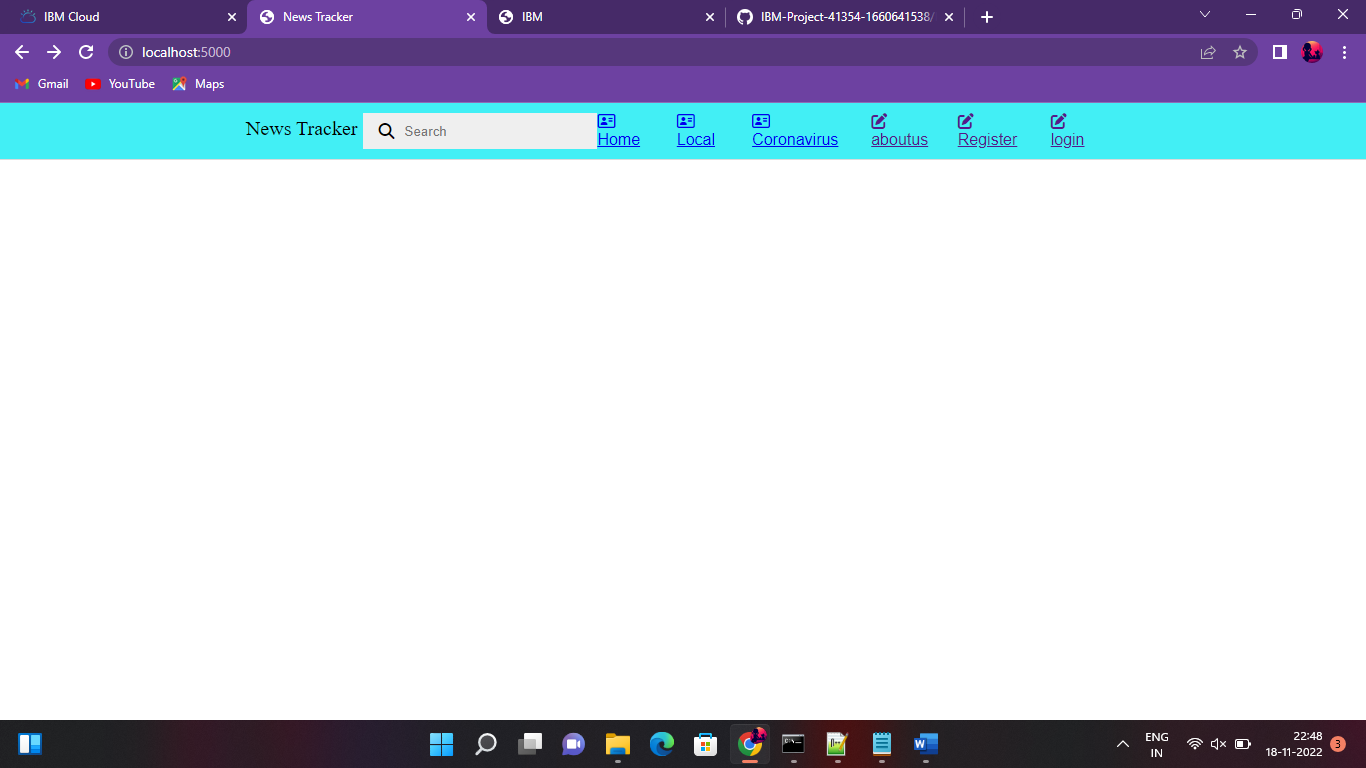 IBM Cloud
News Tracker
IBM
IBM-Project-41354-1660641538/
localhost:5000
Gmail
YouTube
Maps
News Tracker
Search
Home
Local
Coronavirus
aboutus
Register
login
ENG
IN
22:48
18-11-2022
3